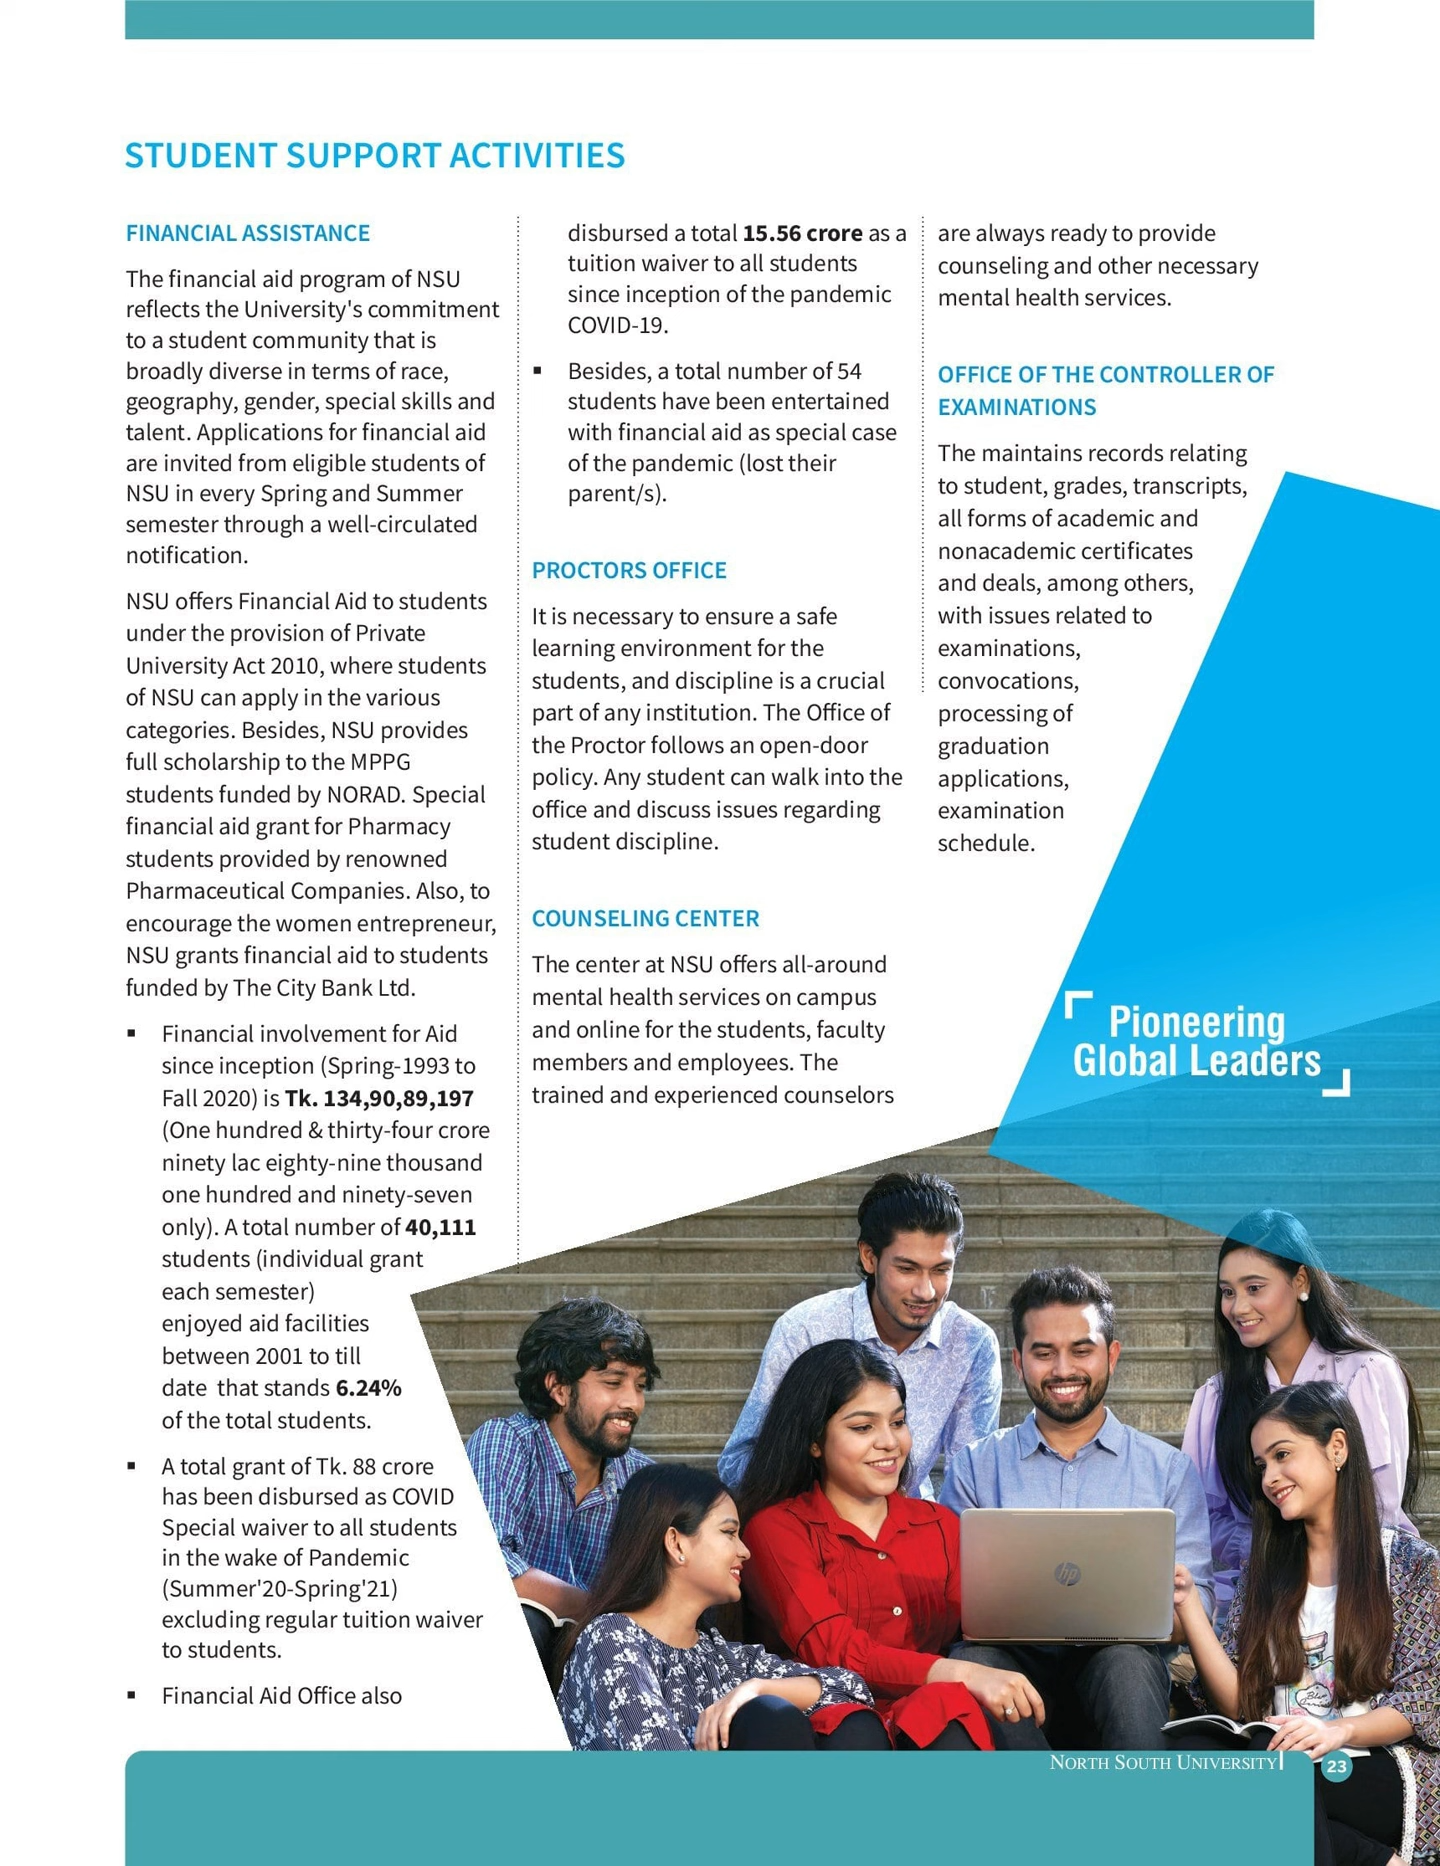 STUDENT SUPPORT ACTIVITIES
FINANCIAL ASSISTANCE
The financial aid program of NSU
reflects the University's commitment
to a student community that is
broadly diverse in terms of race,
geography, gender, special skills and
talent. Applications for financial aid
are invited from eligible students of
NSU in every Spring and Summer
semester through a well-circulated
notification.
NSU offers Financial Aid to students
under the provision of Private
University Act 2010, where students
of NSU can apply in the various
categories. Besides, NSU provides
full scholarship to the MPPG
students funded by NORAD. Special
financial aid grant for Pharmacy
students provided by renowned
Pharmaceutical Companies. Also, to
encourage the women entrepreneur,
NSU grants financial aid to students
funded by The City Bank Ltd.
▪ Financial involvement for Aid
since inception (Spring-1993 to
Fall 2020) is Tk. 134,90,89,197
(One hundred & thirty-four crore
ninety lac eighty-nine thousand
one hundred and ninety-seven
only). A total number of 40,111
students (individual grant
each semester)
enjoyed aid facilities
between 2001 to till
date that stands 6.24%
of the total students.
▪ A total grant of Tk. 88 crore
has been disbursed as COVID
Special waiver to all students
in the wake of Pandemic
(Summer'20-Spring'21)
excluding regular tuition waiver
to students.
▪ Financial Aid Office also
disbursed a total 15.56 crore as a
tuition waiver to all students
since inception of the pandemic
COVID-19.
▪ Besides, a total number of 54
students have been entertained
with financial aid as special case
of the pandemic (lost their
parent/s).
PROCTORS OFFICE
It is necessary to ensure a safe
learning environment for the
students, and discipline is a crucial
part of any institution. The Office of
the Proctor follows an open-door
policy. Any student can walk into the
office and discuss issues regarding
student discipline.
COUNSELING CENTER
The center at NSU offers all-around
mental health services on campus
and online for the students, faculty
members and employees. The
trained and experienced counselors
are always ready to provide
counseling and other necessary
mental health services.
OFFICE OF THE CONTROLLER OF
EXAMINATIONS
The maintains records relating
to student, grades, transcripts,
all forms of academic and
nonacademic certificates
and deals, among others,
with issues related to
examinations,
convocations,
processing of
graduation
applications,
examination
schedule.
Pioneering
Global Leaders
hp
NORTH SOUTH UNIVERSITY
23